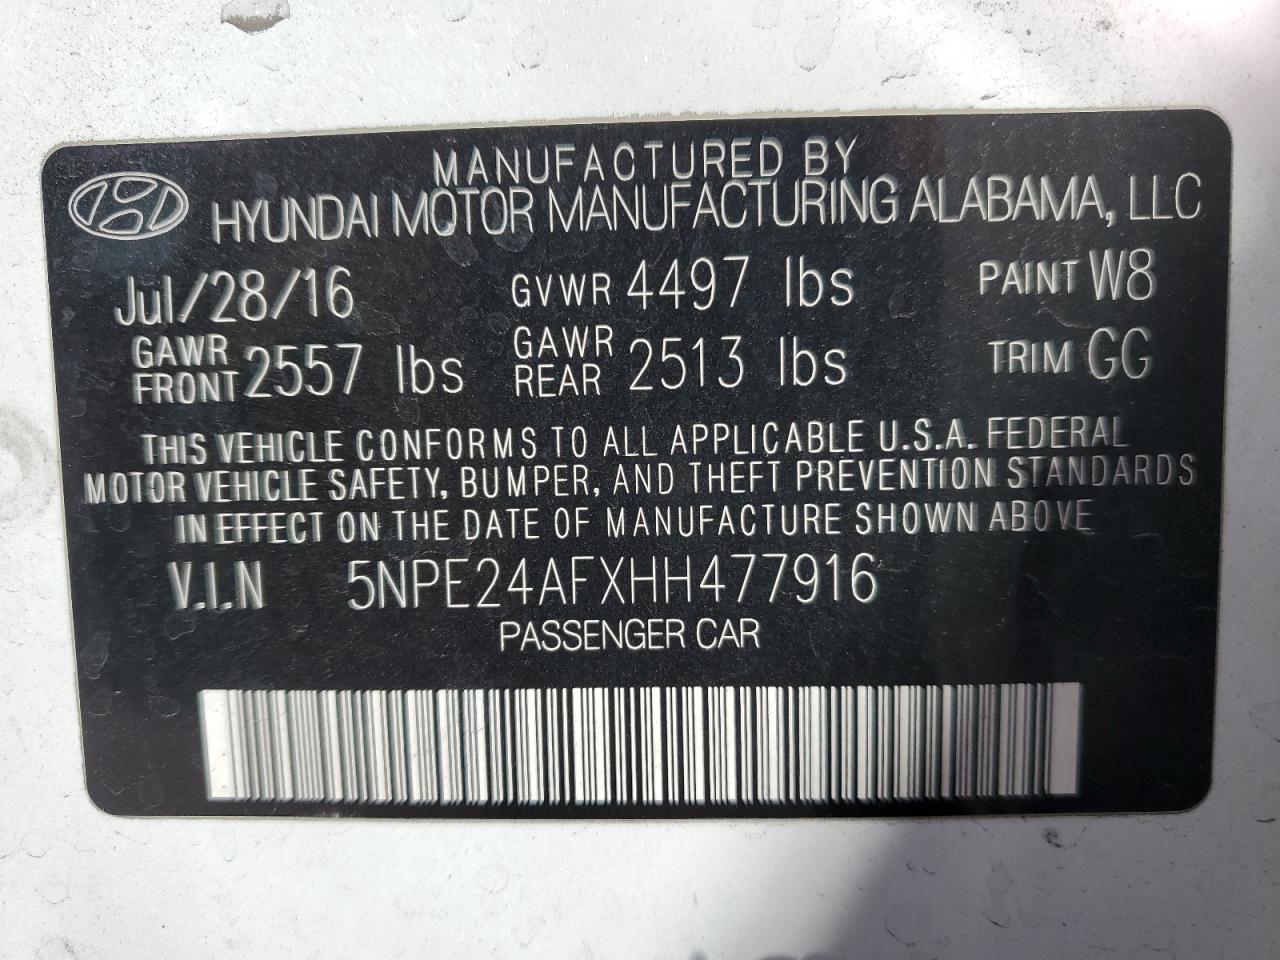 MANUFACTURED BY
HYUNDAI MOTOR MANUFACTURING ALABAMA, LLC
Jul/28/16 GVWR 4497 lbs PAINT W8
GAWR FRONT 2557 lbs GAWR REAR 2513 lbs TRIM GG
THIS VEHICLE CONFORMS TO ALL APPLICABLE U.S.A. FEDERAL
MOTOR VEHICLE SAFETY, BUMPER, AND THEFT PREVENTION STANDARDS
IN EFFECT ON THE DATE OF MANUFACTURE SHOWN ABOVE
V.I.N 5NPE24AFXHH477916
PASSENGER CAR